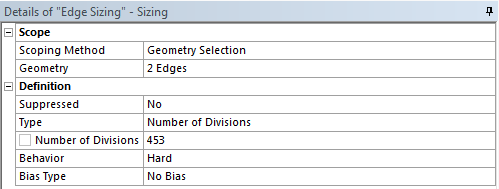 Details of "Edge Sizing" - Sizing
Scope
Scoping Method Geometry Selection
Geometry 2 Edges
Definition
Suppressed No
Type Number of Divisions
Number of Divisions 453
Behavior Hard
Bias Type No Bias